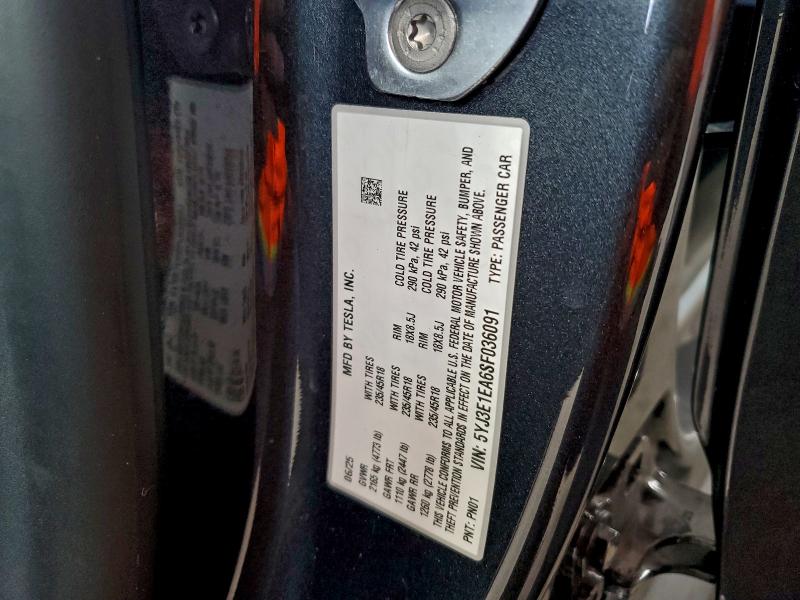 MFD BY TESLA, INC.
06/25
GVWR
2165 kg (4773 lb)
WITH TIRES
235/45R18
GAWR FRT
1110 kg (2447 lb)
WITH TIRES
235/45R18
RIM
18X8.5J
COLD TIRE PRESSURE
290 kPa, 42 psi
GAWR RR
1260 kg (2778 lb)
WITH TIRES
235/45R18
RIM
18X8.5J
COLD TIRE PRESSURE
290 kPa, 42 psi
THIS VEHICLE CONFORMS TO ALL APPLICABLE U.S. FEDERAL MOTOR VEHICLE SAFETY, BUMPER, AND
THEFT PREVENTION STANDARDS IN EFFECT ON THE DATE OF MANUFACTURE SHOWN ABOVE.
PNT: PN01 VIN: 5YJ3E1EA6SF036091 TYPE: PASSENGER CAR